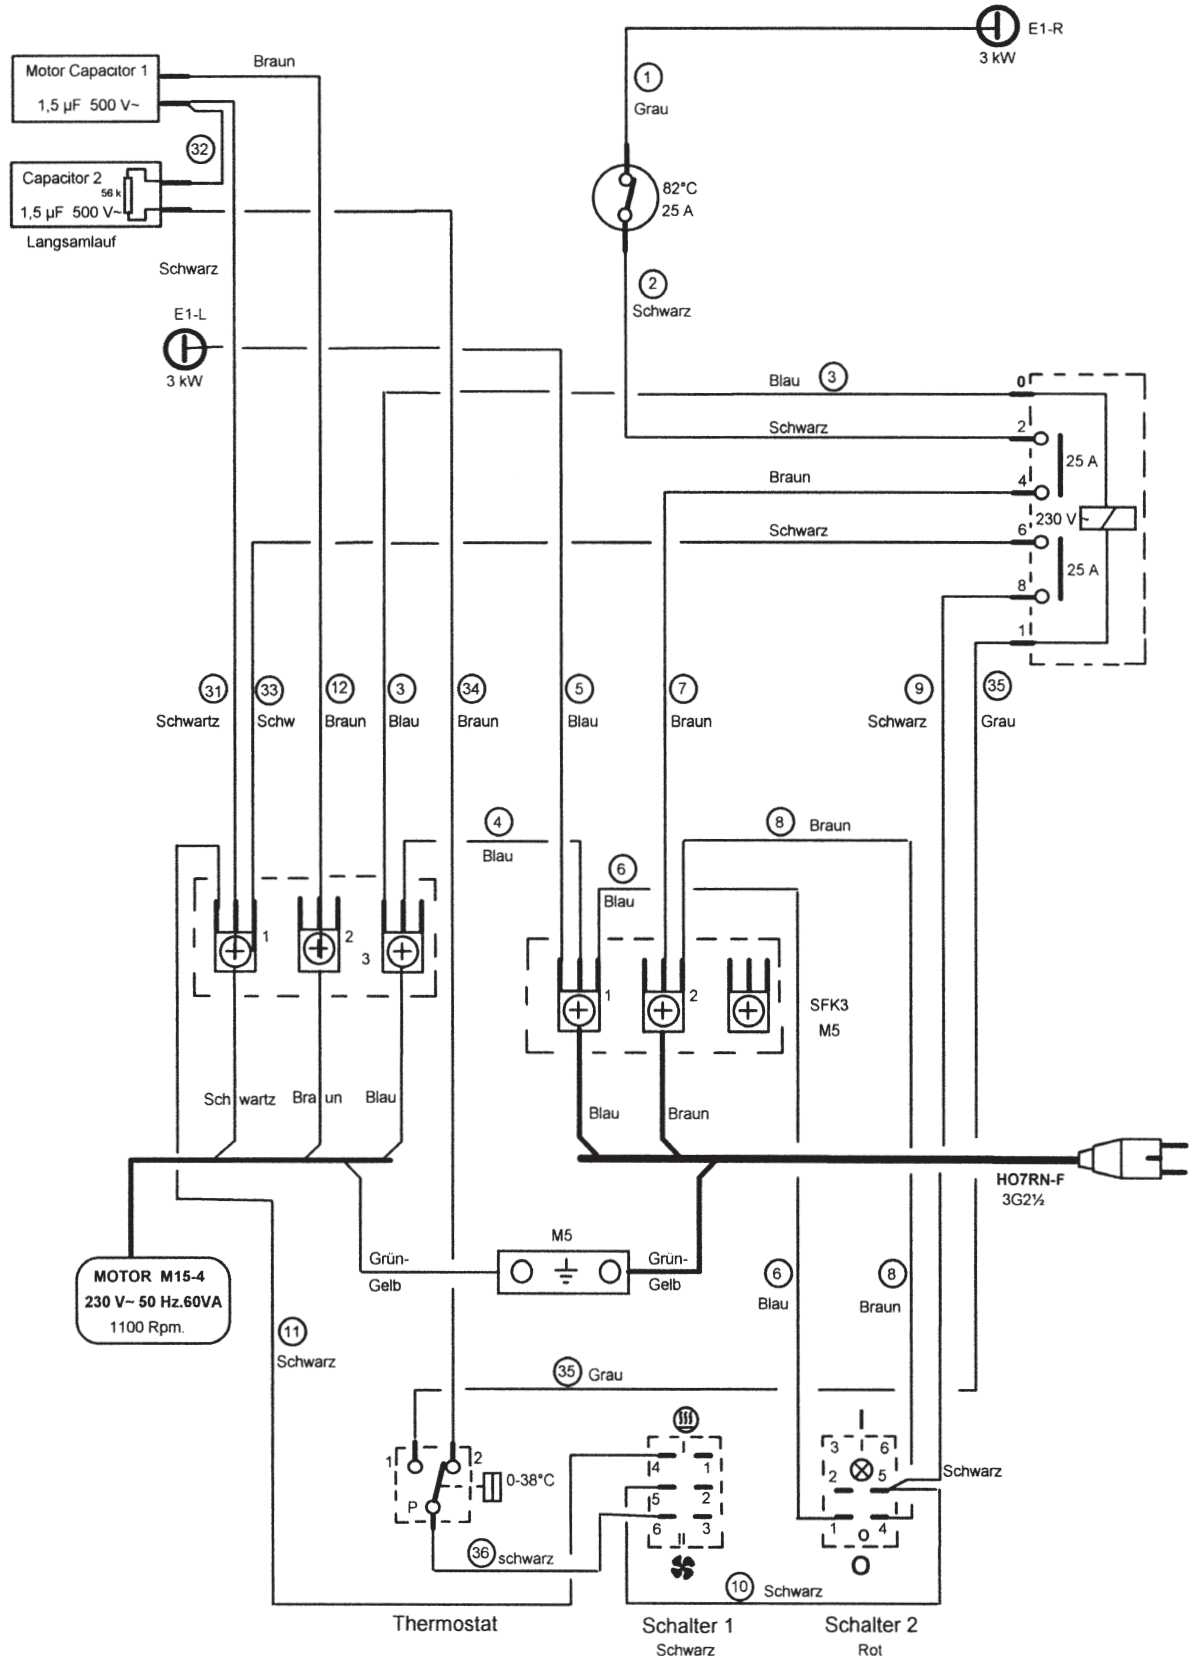 E1-R
3 kW
Motor Capacitor 1
1,5 µF 500 V~
Braun
1
Grau
32
Capacitor 2
56 k
1,5 µF 500 V~
Langsamlauf
82°C
25 A
Schwarz
2
Schwarz
E1-L
3 kW
Blau
3
0
Schwarz
2
25 A
Braun
4
230 V~
Schwarz
6
25 A
8
1
31
33
12
3
34
5
7
9
35
Schwartz
Schw
Braun
Blau
Braun
Blau
Braun
Schwarz
Grau
4
Blau
8
Braun
6
Blau
1
2
3
1
2
SFK3
M5
Schwartz
Braun
Blau
Blau
Braun
HO7RN-F
3G2½
M5
Grün-
Gelb
Grün-
Gelb
MOTOR M15-4
230 V~ 50 Hz.60VA
1100 Rpm.
6
Blau
8
Braun
11
Schwarz
35
Grau
1
2
P
0-38°C
I
4
1
5
2
6
3
II
I
3
6
2
5
1
4
O
O
Schwarz
36
schwarz
10
Schwarz
Thermostat
Schalter 1
Schwarz
Schalter 2
Rot